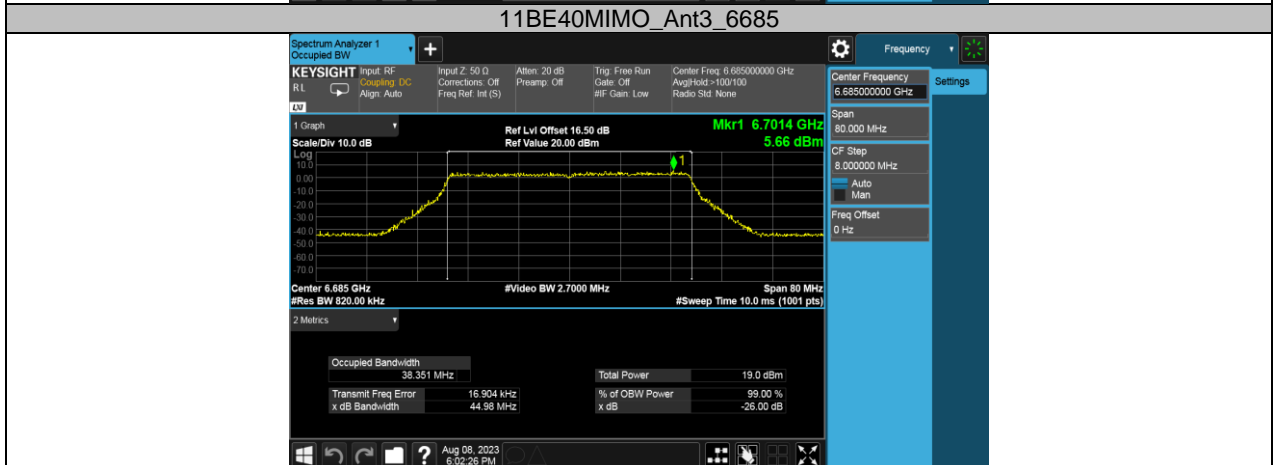 11BE40MIMO_Ant3_6685
Spectrum Analyzer 1
Occupied BW
Frequency
KEYSIGHT
Input: RF
Input Z: 50 Ω
Atten: 20 dB
Trig: Free Run
Center Freq: 6.685000000 GHz
R L
Coupling: DC
Corrections: Off
Preamp: Off
Gate: Off
Avg|Hold:>100/100
Align: Auto
Freq Ref: Int (S)
#IF Gain: Low
Radio Std: None
LXI
Center Frequency
6.685000000 GHz
Settings
Span
80.000 MHz
CF Step
8.000000 MHz
Auto
Man
Freq Offset
0 Hz
1 Graph
Ref Lvl Offset 16.50 dB
Mkr1 6.7014 GHz
Scale/Div 10.0 dB
Ref Value 20.00 dBm
5.66 dBm
Log
10.0
0.00
-10.0
-20.0
-30.0
-40.0
-50.0
-60.0
-70.0
1
Center 6.685 GHz
#Video BW 2.7000 MHz
Span 80 MHz
#Res BW 820.00 kHz
#Sweep Time 10.0 ms (1001 pts)
2 Metrics
Occupied Bandwidth
38.351 MHz
Total Power 19.0 dBm
Transmit Freq Error 16.904 kHz
% of OBW Power 99.00 %
x dB Bandwidth 44.98 MHz
x dB -26.00 dB
?
Aug 08, 2023
6:02:26 PM